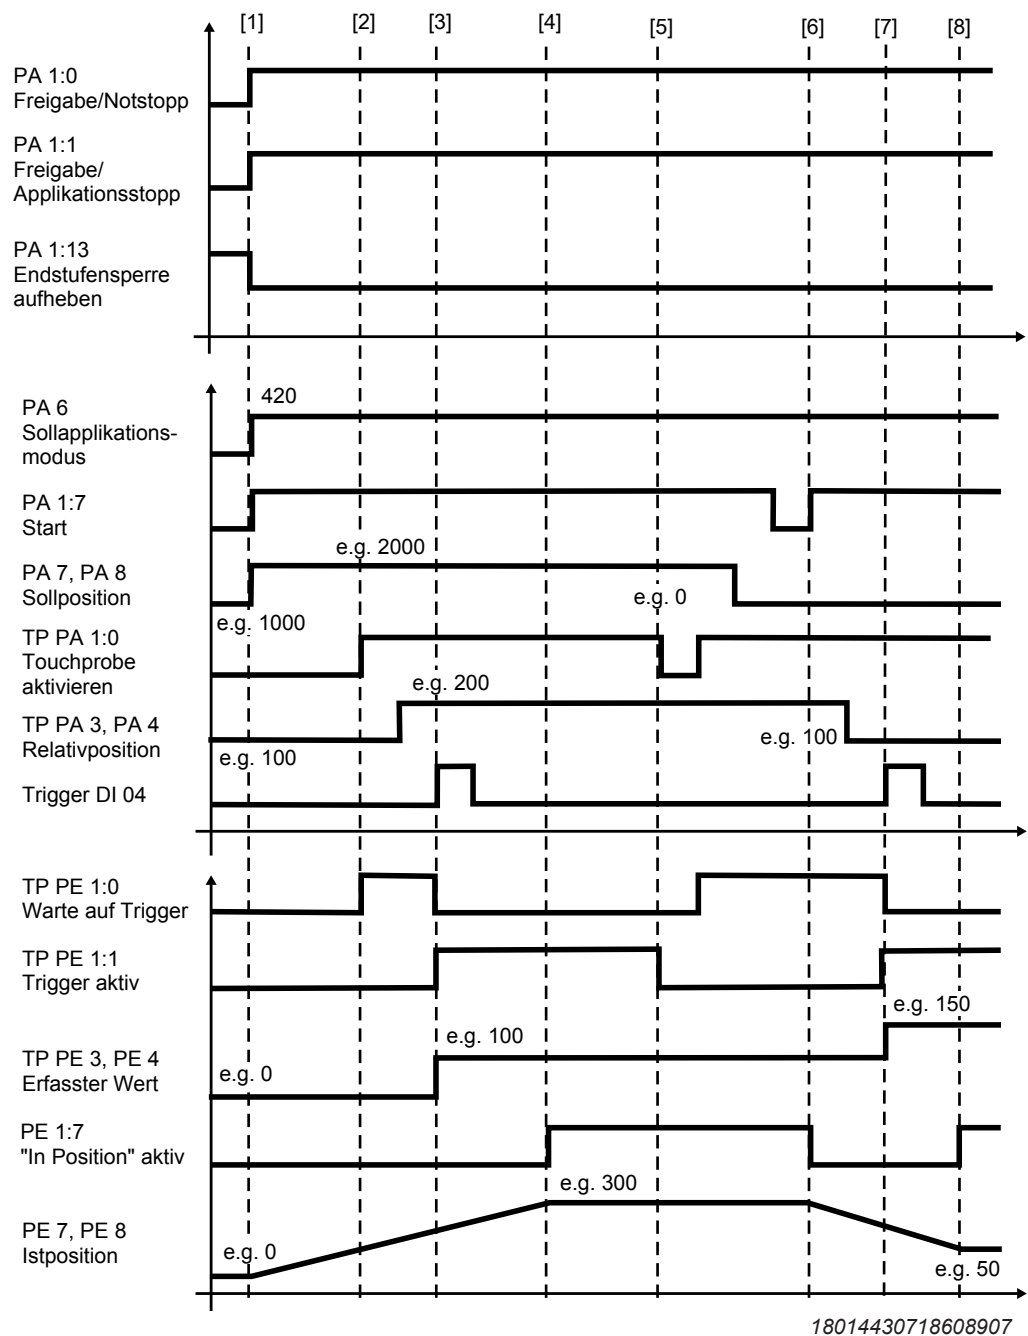 [1] [2] [3] [4] [5] [6] [7] [8]
PA 1:0
Freigabe/Notstopp
PA 1:1
Freigabe/
Applikationsstopp
PA 1:13
Endstufensperre
aufheben
420
PA 6
Sollapplikations-
modus
PA 1:7
Start
e.g. 2000
PA 7, PA 8
Sollposition
e.g. 0
e.g. 1000
TP PA 1:0
Touchprobe
aktivieren
e.g. 200
TP PA 3, PA 4
Relativposition
e.g. 100
e.g. 100
Trigger DI 04
TP PE 1:0
Warte auf Trigger
TP PE 1:1
Trigger aktiv
e.g. 150
e.g. 100
TP PE 3, PE 4
Erfasster Wert
e.g. 0
PE 1:7
"In Position" aktiv
e.g. 300
PE 7, PE 8
Istposition
e.g. 0
e.g. 50
18014430718608907